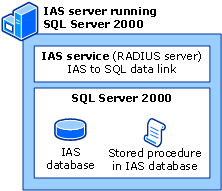 IAS server running
SQL Server 2000
IAS service (RADIUS server)
IAS to SQL data link
SQL Server 2000
IAS
database
Stored procedure
in IAS database